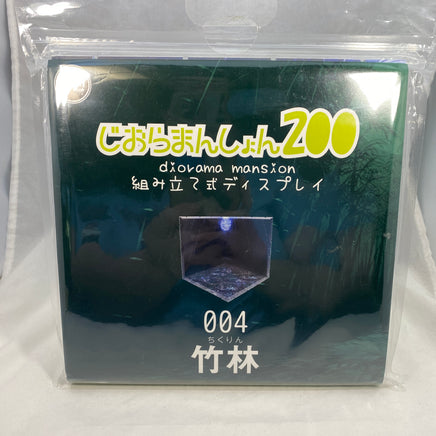 じおらまんしょん200
diorama mansion
組み立て式ディスプレイ
004
ちくりん
竹林